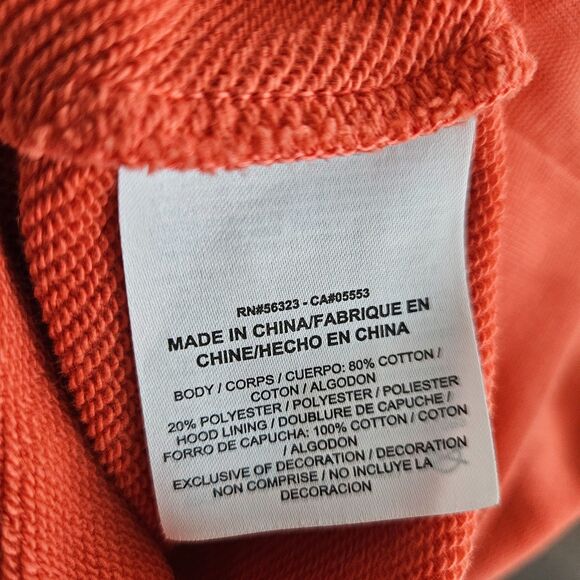 RN#56323 - CA#05553
MADE IN CHINA/FABRIQUE EN
CHINE/HECHO EN CHINA
BODY / CORPS / CUERPO: 80% COTTON /
COTON / ALGODON
20% POLYESTER / POLYESTER / POLIESTER
HOOD LINING / DOUBLURE DE CAPUCHE /
FORRO DE CAPUCHA: 100% COTTON / COTON
/ ALGODON
EXCLUSIVE OF DECORATION / DECORATION
NON COMPRISE / NO INCLUYE LA
DECORACION